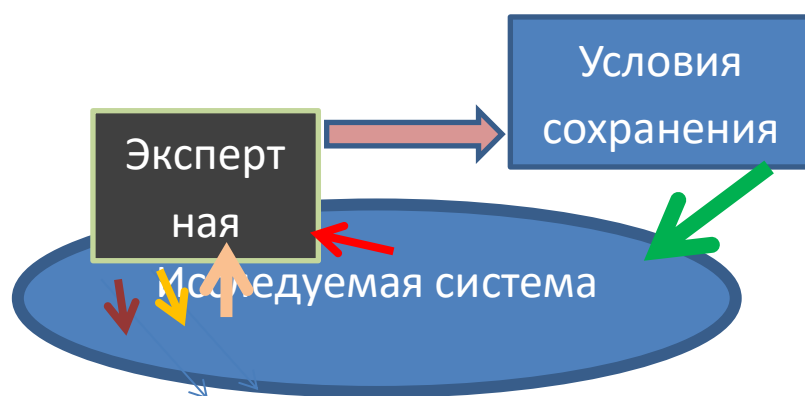 Условия
сохранения
Эксперт
ная
Исследуемая система